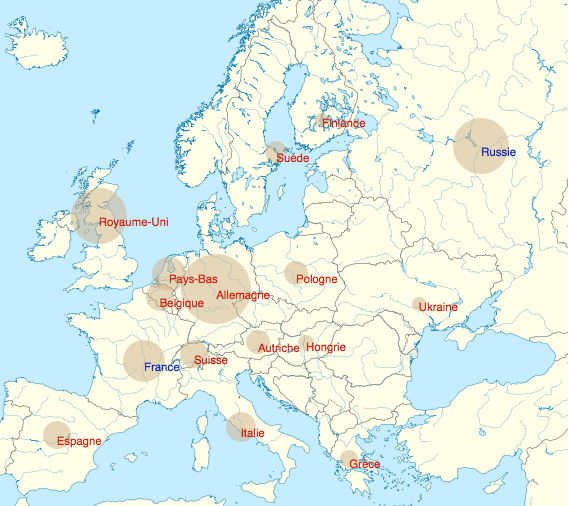 Finlande
Russie
Suède
Royaume-Uni
Pays-Bas
Pologne
Allemagne
Belgique
Ukraine
Autriche
Hongrie
Suisse
France
Italie
Espagne
Grèce